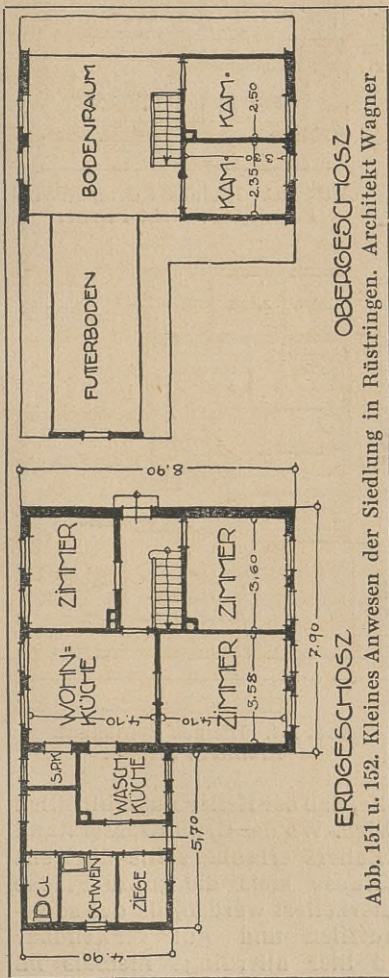 ZIMMER
WOHN=
KÜCHE
SPK
WASCH
KÜCHE
CL
SCHWEIN
ZIEGE
ZIMMER
ZIMMER
4,10
4,10
3.58
3,60
4.90
5,70
7.90
8,90
ERDGESCHOSZ
BODENRAUM
FUTTERBODEN
KAM.
KAM.
2.35
2.50
OBERGESCHOSZ
Abb. 151 u. 152. Kleines Anwesen der Siedlung in Rüstringen. Architekt Wagner